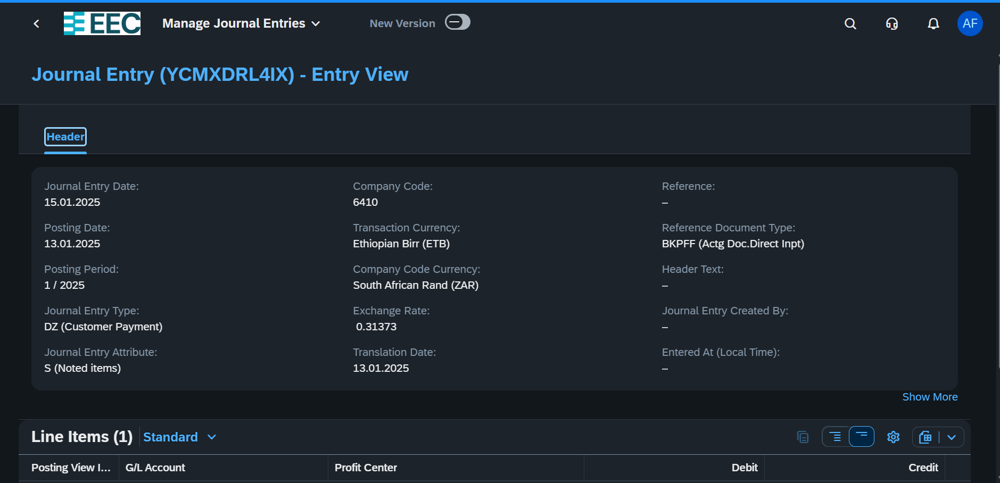 EEC
Manage Journal Entries
New Version
AF
Journal Entry (YCMXDRL4IX) - Entry View
Header
Journal Entry Date:
15.01.2025
Company Code:
6410
Reference:
–
Posting Date:
13.01.2025
Transaction Currency:
Ethiopian Birr (ETB)
Reference Document Type:
BKPFF (Actg Doc.Direct Inpt)
Posting Period:
1 / 2025
Company Code Currency:
South African Rand (ZAR)
Header Text:
–
Journal Entry Type:
DZ (Customer Payment)
Exchange Rate:
0.31373
Journal Entry Created By:
–
Journal Entry Attribute:
S (Noted items)
Translation Date:
13.01.2025
Entered At (Local Time):
–
Show More
Line Items (1)
Standard
Posting View I...
G/L Account
Profit Center
Debit
Credit